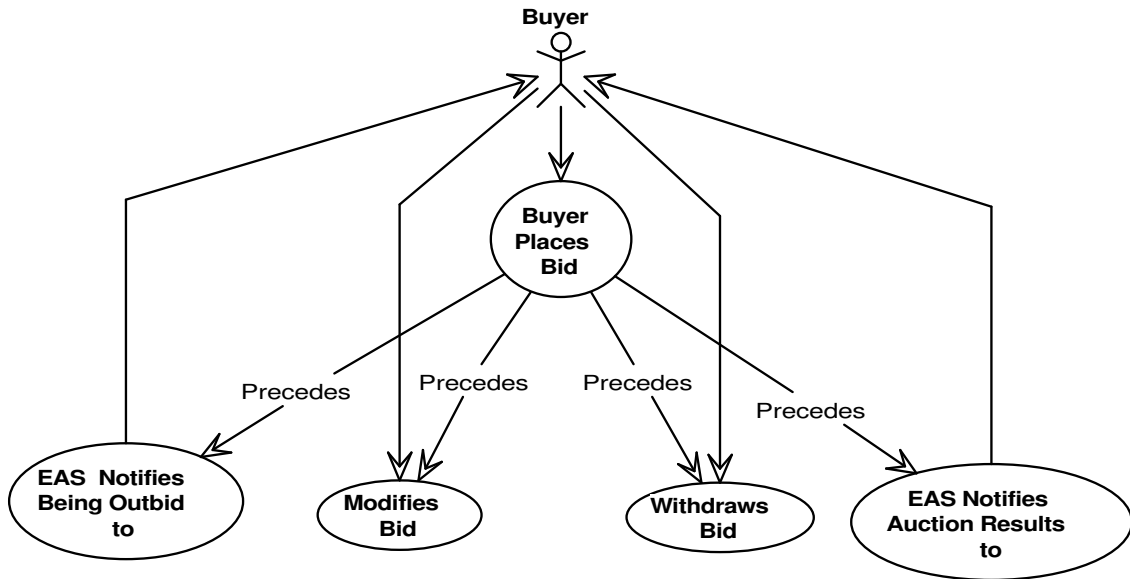 Buyer
Buyer
Places
Bid
Precedes
Precedes
Precedes
Precedes
EAS Notifies
Being Outbid
to
Modifies
Bid
Withdraws
Bid
EAS Notifies
Auction Results
to